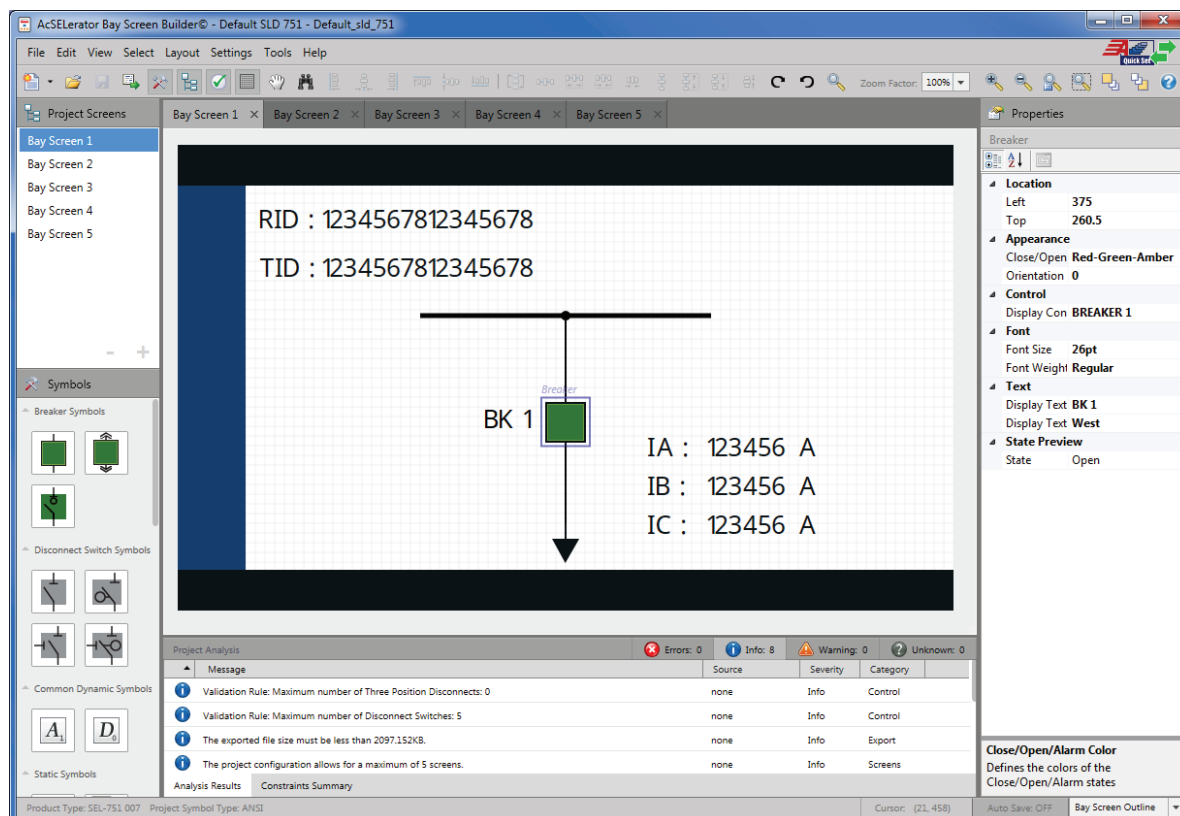 AcSELerator Bay Screen Builder© - Default SLD 751 - Default_sld_751
File Edit View Select Layout Settings Tools Help
Quick Set
Zoom Factor: 100%
Project Screens
Bay Screen 1
Bay Screen 2
Bay Screen 3
Bay Screen 4
Bay Screen 5
Symbols
Breaker Symbols
Disconnect Switch Symbols
Common Dynamic Symbols
A1 D0
Static Symbols
Bay Screen 1 Bay Screen 2 Bay Screen 3 Bay Screen 4 Bay Screen 5
RID : 1234567812345678
TID : 1234567812345678
Breaker
BK 1
IA : 123456 A
IB : 123456 A
IC : 123456 A
Project Analysis Errors: 0 Info: 8 Warning: 0 Unknown: 0
Message Source Severity Category
Validation Rule: Maximum number of Three Position Disconnects: 0 none Info Control
Validation Rule: Maximum number of Disconnect Switches: 5 none Info Control
The exported file size must be less than 2097.152KB. none Info Export
The project configuration allows for a maximum of 5 screens. none Info Screens
Analysis Results Constraints Summary
Properties
Breaker
Location
Left 375
Top 260.5
Appearance
Close/Open Red-Green-Amber
Orientation 0
Control
Display Con BREAKER 1
Font
Font Size 26pt
Font Weight Regular
Text
Display Text BK 1
Display Text West
State Preview
State Open
Close/Open/Alarm Color
Defines the colors of the
Close/Open/Alarm states
Product Type: SEL-751 007 Project Symbol Type: ANSI Cursor: (21, 458) Auto Save: OFF Bay Screen Outline